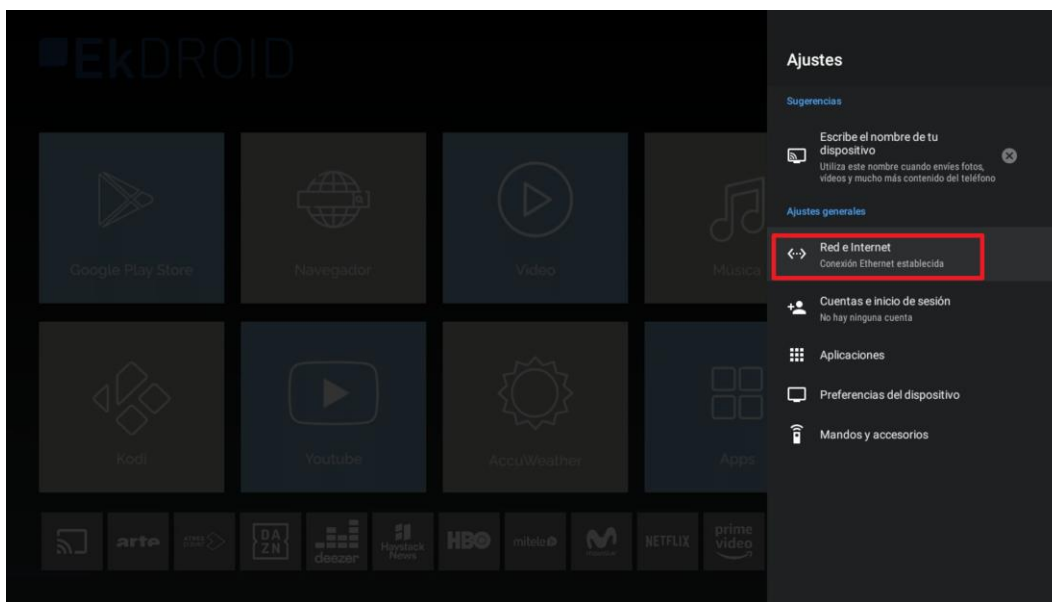 EkDROID
Ajustes
Sugerencias
Escribe el nombre de tu
dispositivo
Utiliza este nombre cuando envíes fotos,
vídeos y mucho más contenido del teléfono
Ajustes generales
Red e Internet
Conexión Ethernet establecida
Cuentas e inicio de sesión
No hay ninguna cuenta
Aplicaciones
Preferencias del dispositivo
Mandos y accesorios
Google Play Store
Navegador
Video
Música
Kodi
Youtube
AccuWeather
Apps
arte
DA
ZN
deezer
Haystack
News
HBO
mitele
NETFLIX
prime
video